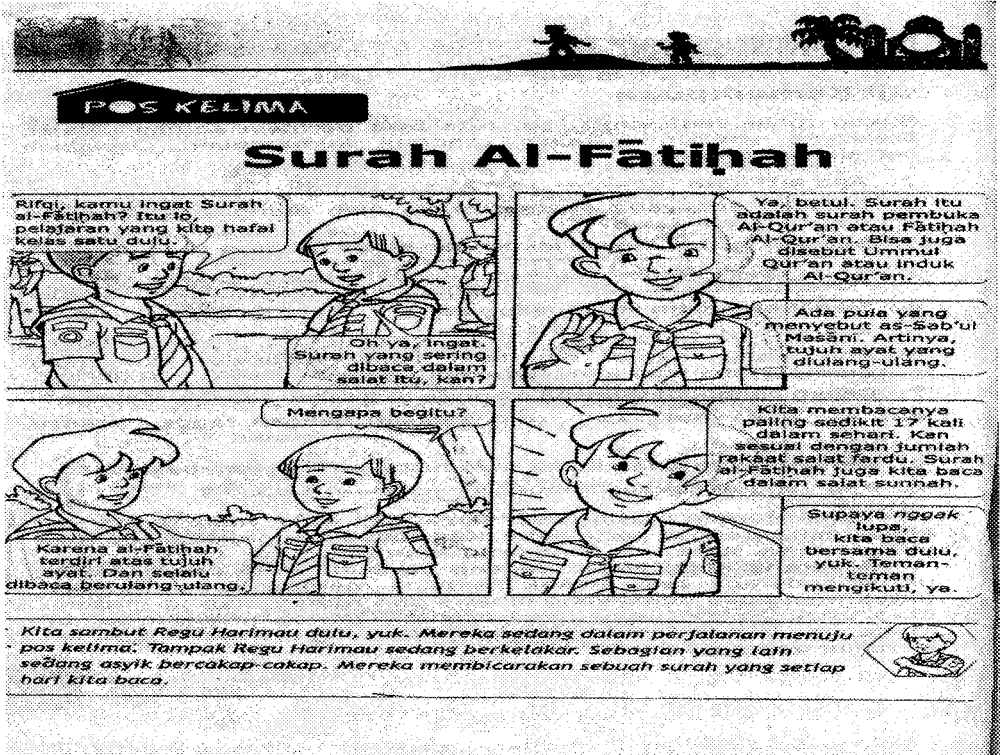 POS KELIMA
Surah Al-Fātiḥah
Rifqi, kamu ingat Surah
al-Fātiḥah? Itu lo,
pelajaran yang kita hafal
kelas satu dulu.
Oh ya, ingat.
Surah yang sering
dibaca dalam
salat itu, kan?
Ya, betul. Surah itu
adalah surah pembuka
Al-Qur'an atau Fātiḥah
Al-Qur'an. Bisa juga
disebut Ummul
Qur'an atau induk
Al-Qur'an.
Ada pula yang
menyebut as-Sab'ul
Masāni. Artinya,
tujuh ayat yang
diulang-ulang.
Mengapa begitu?
Karena al-Fātiḥah
terdiri atas tujuh
ayat. Dan selalu
dibaca berulang-ulang.
Kita membacanya
paling sedikit 17 kali
dalam sehari. Kan
sesuai dengan jumlah
rakaat salat fardu. Surah
al-Fātiḥah juga kita baca
dalam salat sunnah.
Supaya nggak
lupa,
kita baca
bersama dulu,
yuk. Teman-
teman
mengikuti, ya.
Kita sambut Regu Harimau dulu, yuk. Mereka sedang dalam perjalanan menuju
pos kelima. Tampak Regu Harimau sedang berkelakar. Sebagian yang lain
sedang asyik bercakap-cakap. Mereka membicarakan sebuah surah yang setiap
hari kita baca.